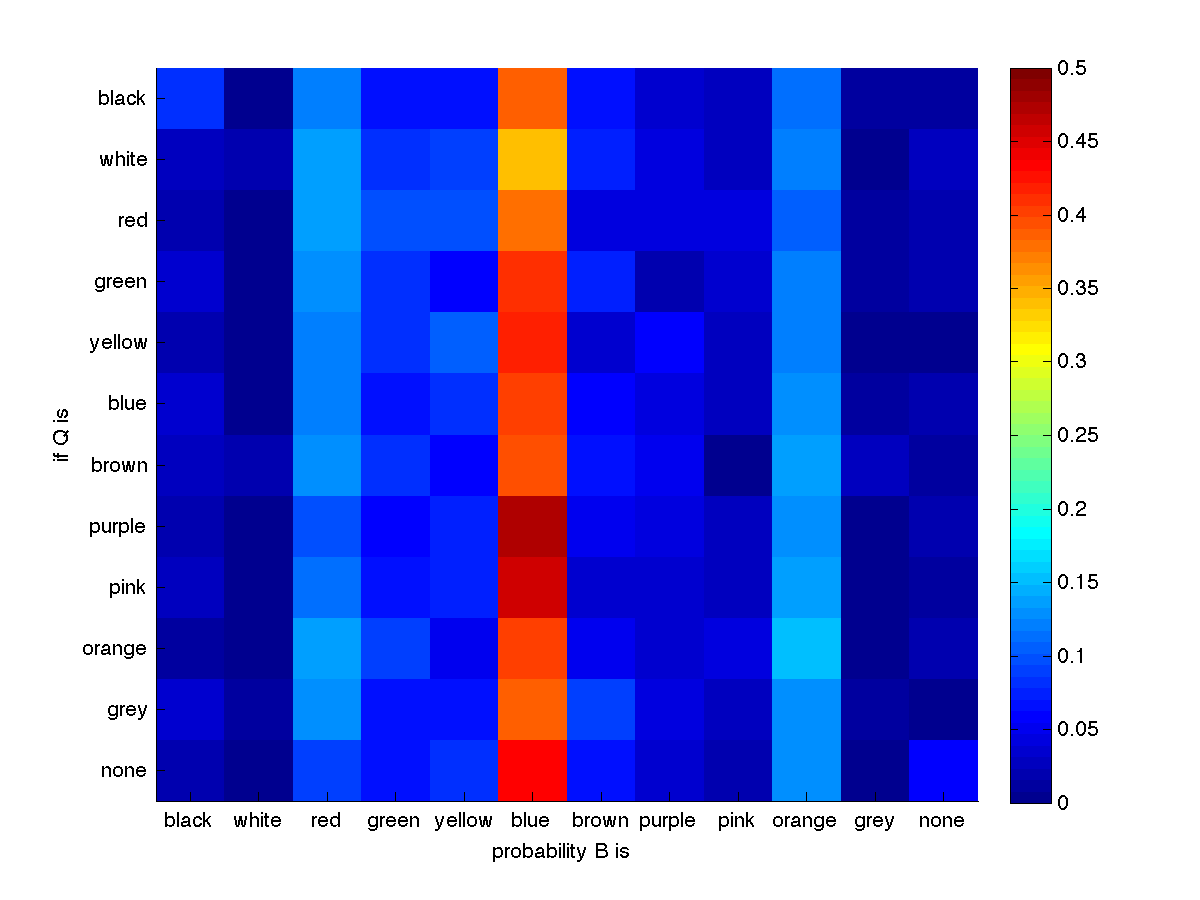 black
white
red
green
yellow
blue
brown
purple
pink
orange
grey
none
if Q is
black white red green yellow blue brown purple pink orange grey none
probability B is
0.5
0.45
0.4
0.35
0.3
0.25
0.2
0.15
0.1
0.05
0